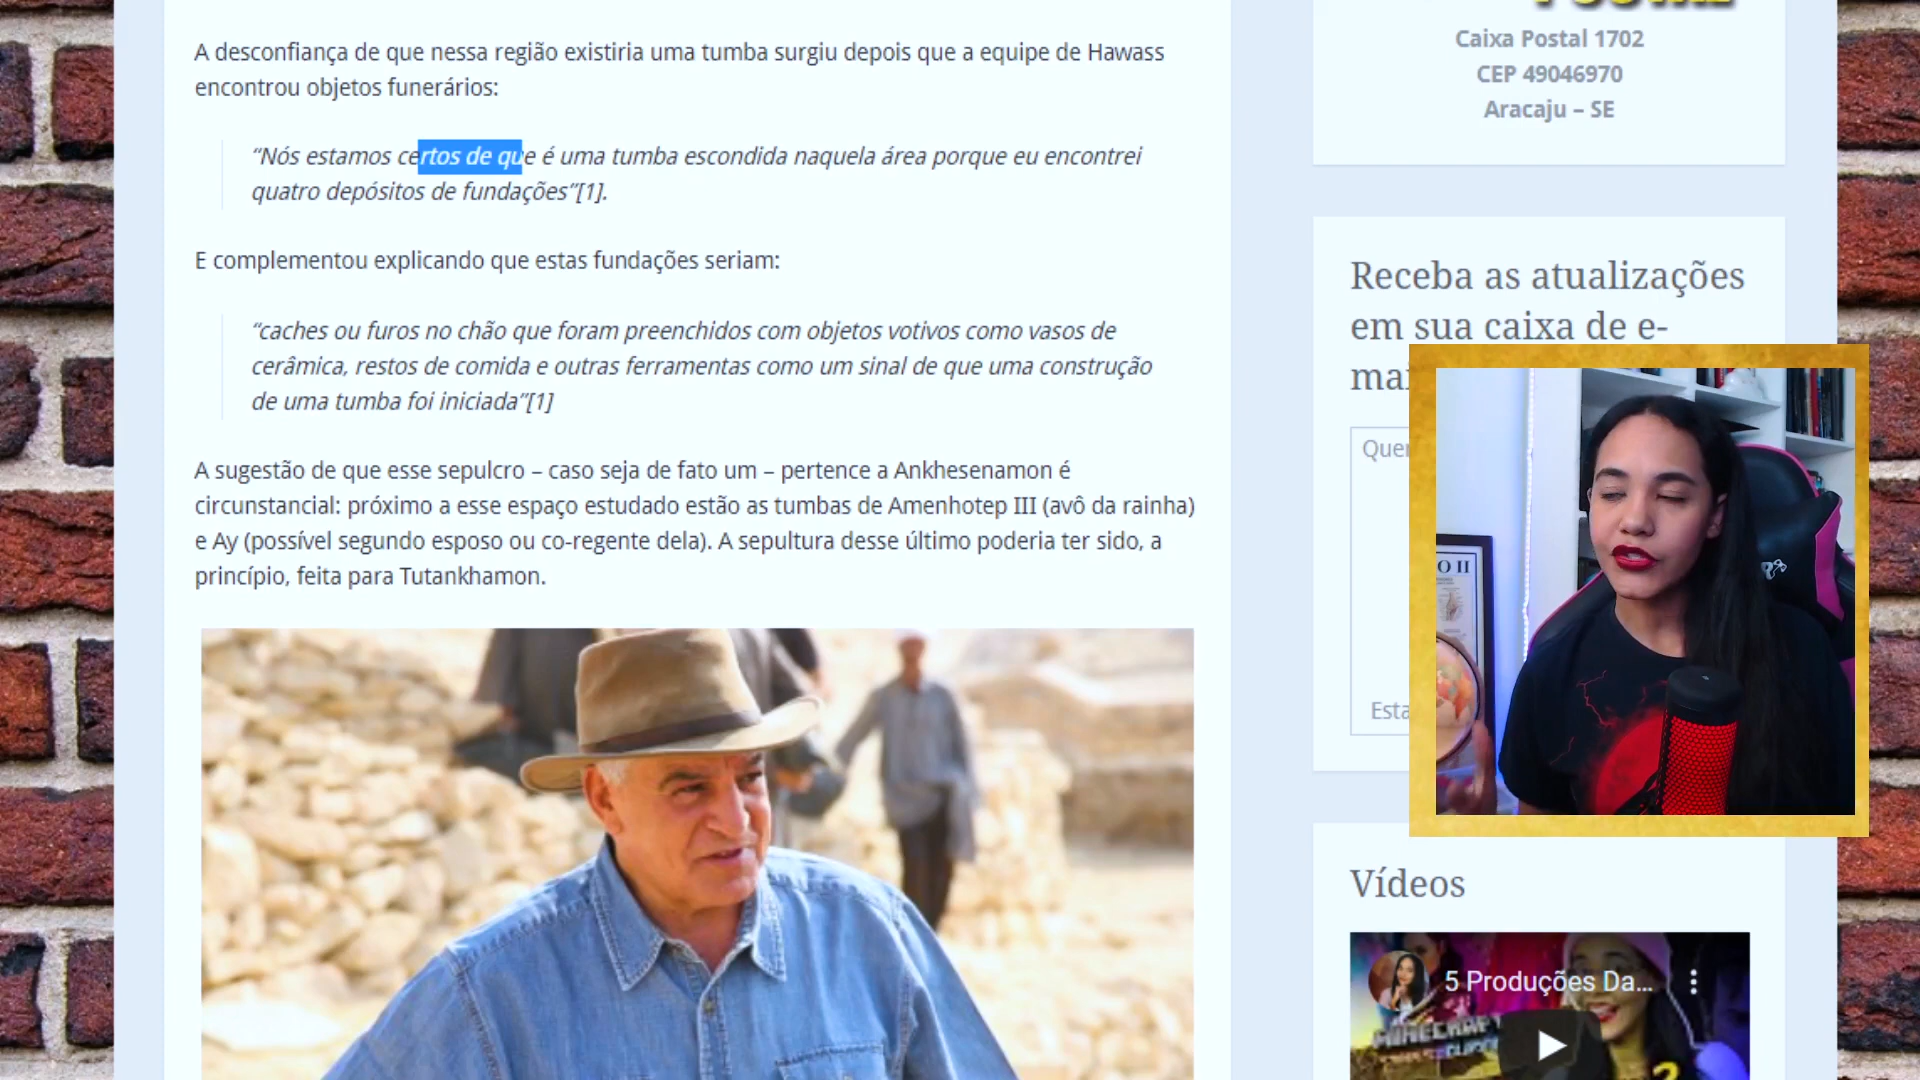 A desconfiança de que nessa região existiria uma tumba surgiu depois que a equipe de Hawass
encontrou objetos funerários:
“Nós estamos certos de que é uma tumba escondida naquela área porque eu encontrei
quatro depósitos de fundações”[1].
E complementou explicando que estas fundações seriam:
“caches ou furos no chão que foram preenchidos com objetos votivos como vasos de
cerâmica, restos de comida e outras ferramentas como um sinal de que uma construção
de uma tumba foi iniciada”[1]
A sugestão de que esse sepulcro – caso seja de fato um – pertence a Ankhesenamon é
circunstancial: próximo a esse espaço estudado estão as tumbas de Amenhotep III (avô da rainha)
e Ay (possível segundo esposo ou co-regente dela). A sepultura desse último poderia ter sido, a
princípio, feita para Tutankhamon.
Caixa Postal 1702
CEP 49046970
Aracaju – SE
Receba as atualizações
em sua caixa de e-
O II
Vídeos
5 Produções Da...
MINECRAFT
?